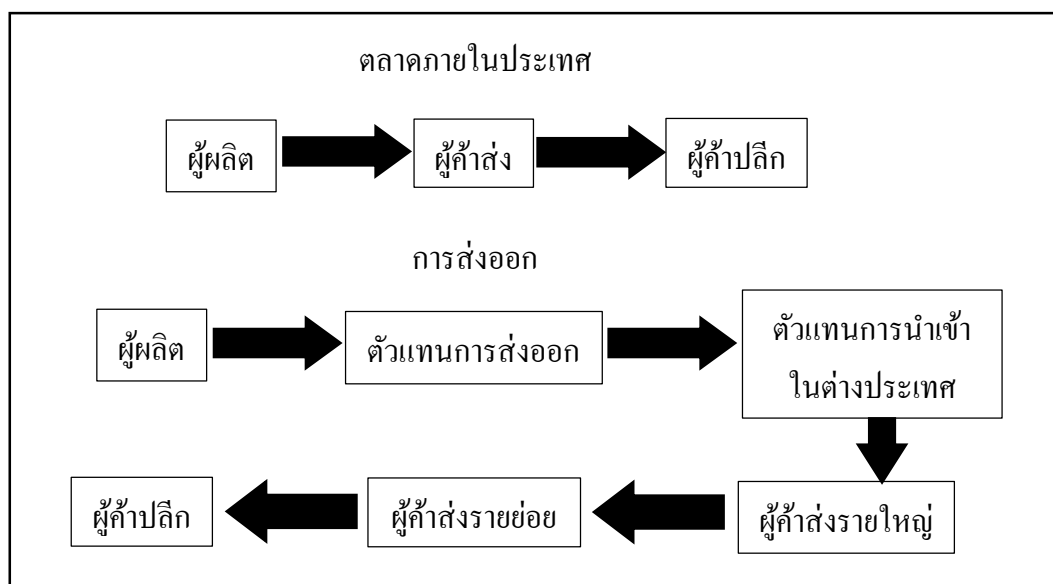 ตลาดภายในประเทศ
ผู้ผลิต
ผู้ค้าส่ง
ผู้ค้าปลีก
การส่งออก
ผู้ผลิต
ตัวแทนการส่งออก
ตัวแทนการนำเข้า
ในต่างประเทศ
ผู้ค้าส่งรายใหญ่
ผู้ค้าส่งรายย่อย
ผู้ค้าปลีก